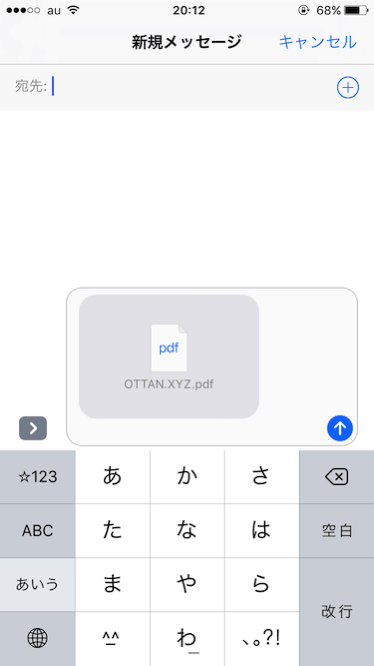 au 20:12 68%
新規メッセージ キャンセル
宛先:
pdf
OTTAN.XYZ.pdf
☆123 あ か さ
ABC た な は 空白
あいう ま や ら 改行
^^ わ 、。?!